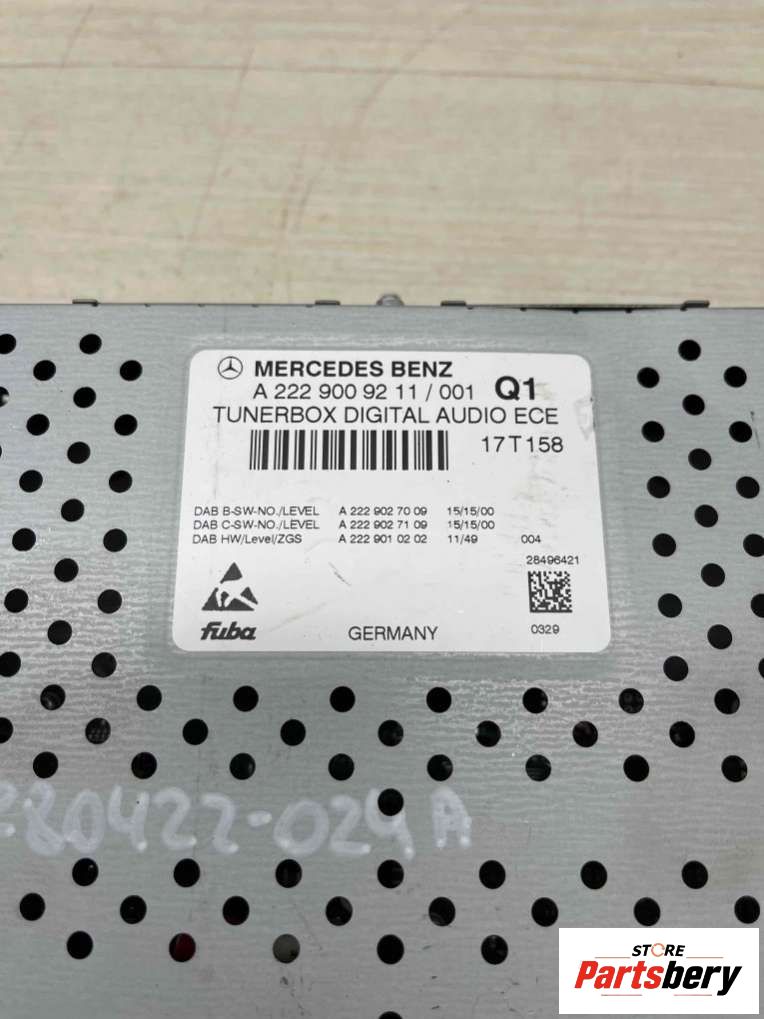 MERCEDES BENZ
A 222 900 92 11 / 001 Q1
TUNERBOX DIGITAL AUDIO ECE
17T158
DAB B-SW-NO./LEVEL A 222 902 70 09 15/15/00
DAB C-SW-NO./LEVEL A 222 902 71 09 15/15/00
DAB HW/Level/ZGS A 222 901 02 02 11/49 004
28496421
fuba GERMANY 0329
280422-024 A
STORE
Partsbery